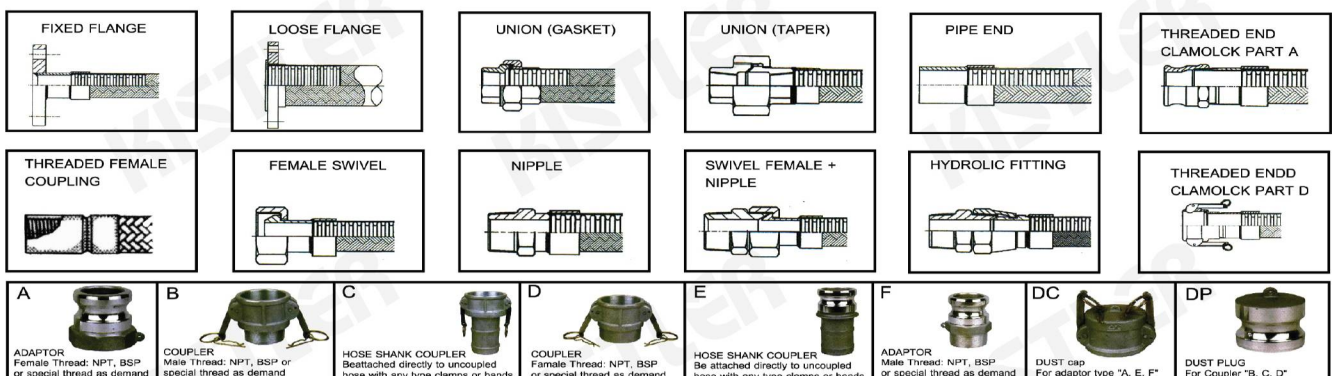 FIXED FLANGE
LOOSE FLANGE
UNION (GASKET)
UNION (TAPER)
PIPE END
THREADED END
CLAMOLCK PART A
THREADED FEMALE
COUPLING
FEMALE SWIVEL
NIPPLE
SWIVEL FEMALE +
NIPPLE
HYDROLIC FITTING
THREADED ENDD
CLAMOLCK PART D
A
ADAPTOR
Female Thread: NPT, BSP
or special thread as demand
B
COUPLER
Male Thread: NPT, BSP or
special thread as demand
C
HOSE SHANK COUPLER
Beattached directly to uncoupled
hose with any type clamps or bands
D
COUPLER
Famale Thread: NPT, BSP
or special thread as demand
E
HOSE SHANK COUPLER
Be attached directly to uncoupled
hose with any type clamps or bands
F
ADAPTOR
Male Thread: NPT, BSP
or special thread as demand
DC
DUST cap
For adaptor type "A, E, F"
DP
DUST PLUG
For Coupler "B, C, D"
KISTLER
KISTLER
KISTLER
KISTLER